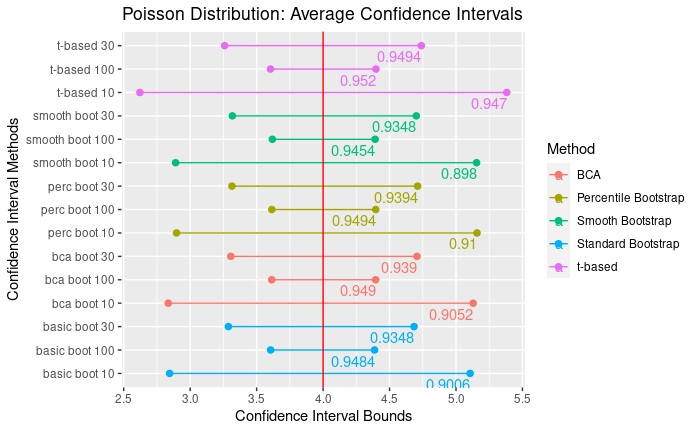 Poisson Distribution: Average Confidence Intervals
Confidence Interval Methods
t-based 30
0.9494
t-based 100
0.952
t-based 10
0.947
smooth boot 30
0.9348
smooth boot 100
0.9454
smooth boot 10
0.898
perc boot 30
0.9394
perc boot 100
0.9494
perc boot 10
0.91
bca boot 30
0.939
bca boot 100
0.949
bca boot 10
0.9052
basic boot 30
0.9348
basic boot 100
0.9484
basic boot 10
0.9006
2.5 3.0 3.5 4.0 4.5 5.0 5.5
Confidence Interval Bounds
Method
a BCA
a Percentile Bootstrap
a Smooth Bootstrap
a Standard Bootstrap
a t-based